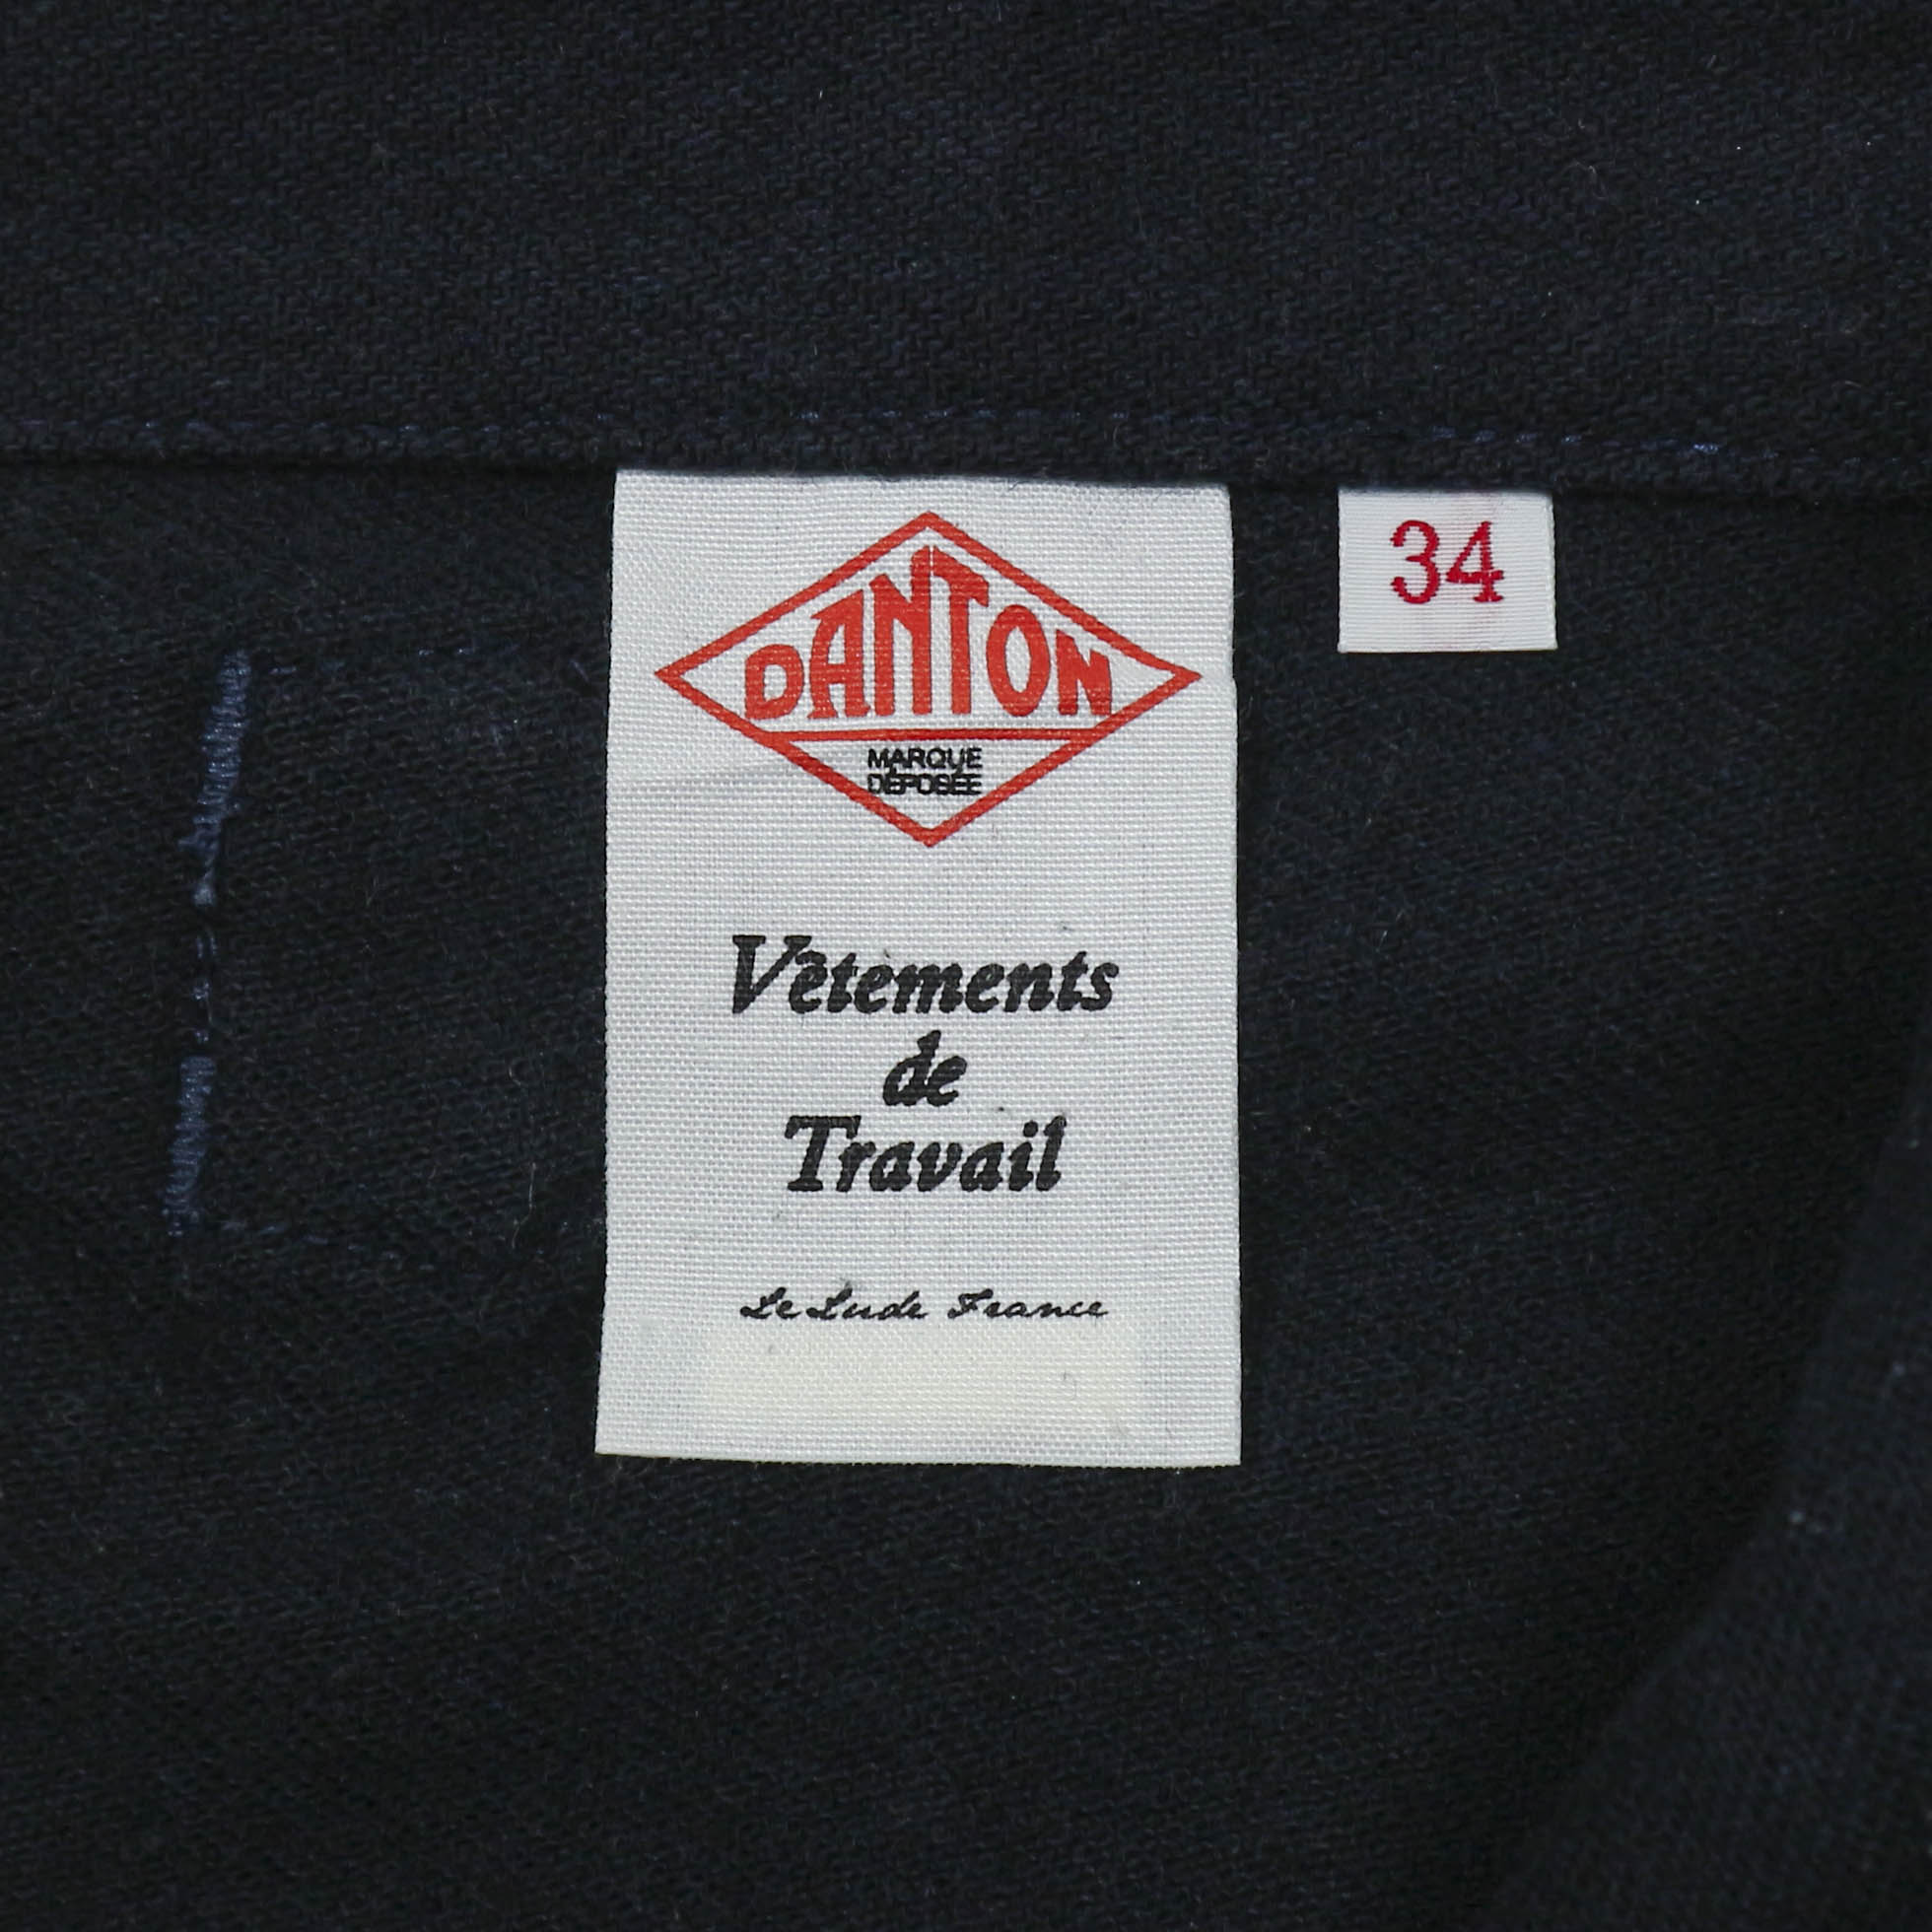 DANTON
MARQUE
DÉPOSÉE
Vêtements
de
Travail
Le Lude France
34